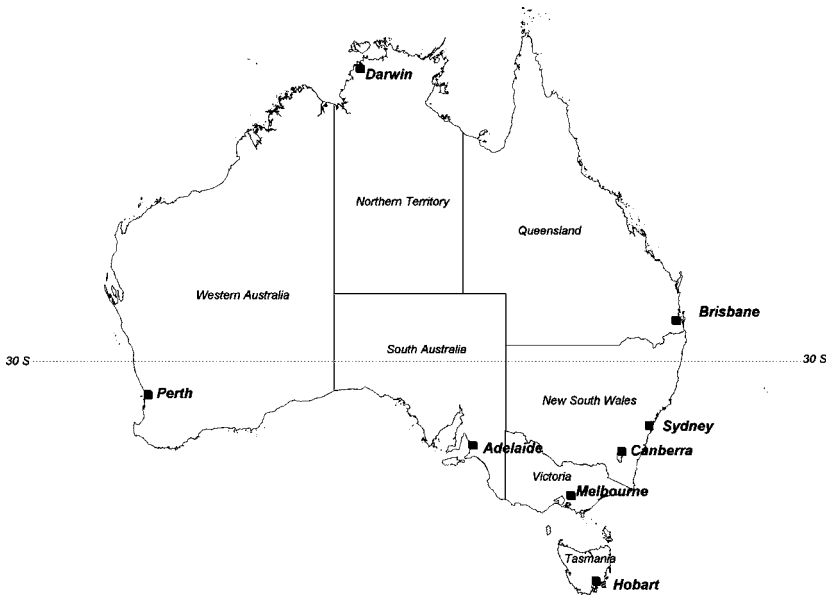 Darwin
Northern Territory
Queensland
Western Australia
Brisbane
South Australia
30 S
30 S
Perth
New South Wales
Sydney
Adelaide
Canberra
Victoria
Melbourne
Tasmania
Hobart